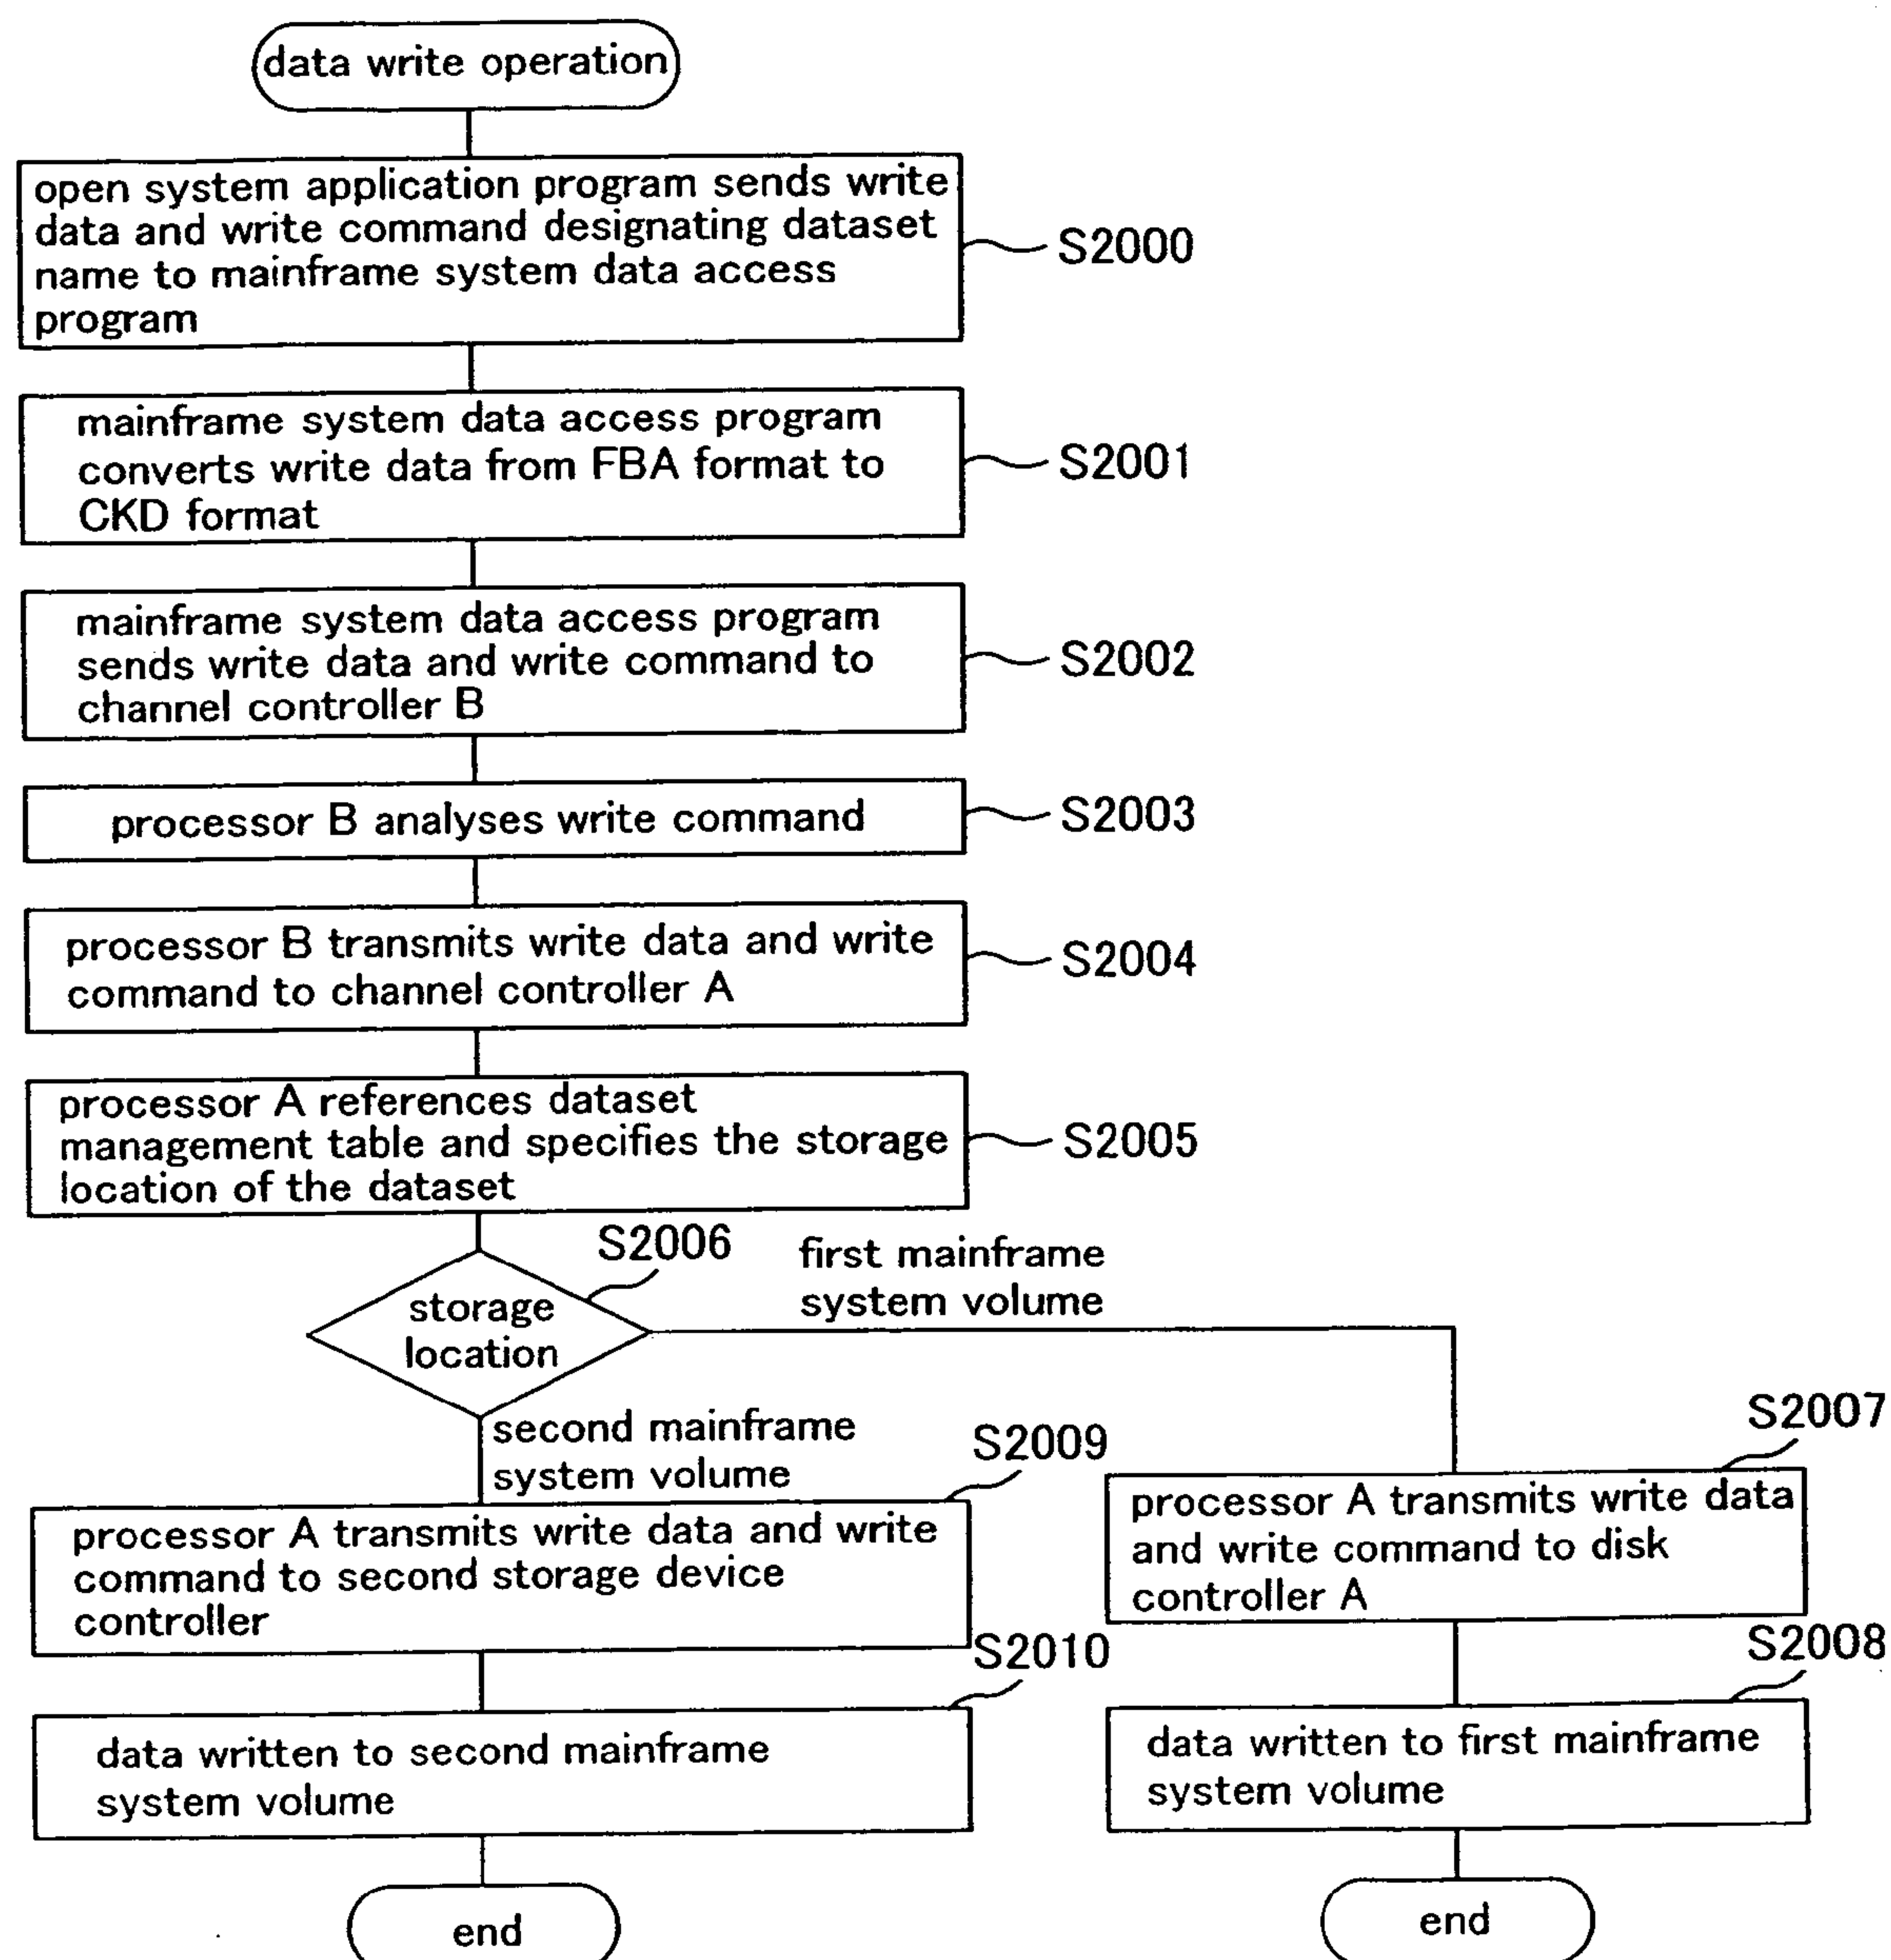 data write operation
open system application program sends write
data and write command designating dataset
name to mainframe system data access
program
S2000
mainframe system data access program
converts write data from FBA format to
CKD format
S2001
mainframe system data access program
sends write data and write command to
channel controller B
S2002
processor B analyses write command
S2003
processor B transmits write data and write
command to channel controller A
S2004
processor A references dataset
management table and specifies the storage
location of the dataset
S2005
S2006
storage
location
first mainframe
system volume
second mainframe
system volume
S2009
processor A transmits write data and write
command to second storage device
controller
S2010
data written to second mainframe
system volume
end
S2007
processor A transmits write data
and write command to disk
controller A
S2008
data written to first mainframe
system volume
end